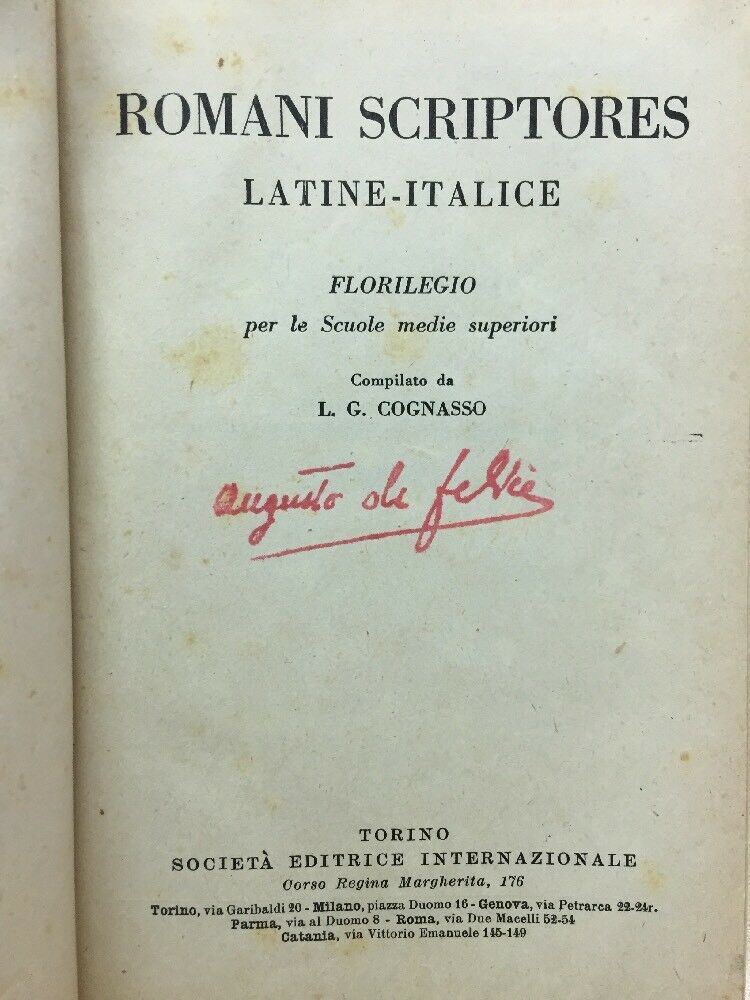 ROMANI SCRIPTORES
LATINE-ITALICE
FLORILEGIO
per le Scuole medie superiori
Compilato da
L. G. COGNASSO
augusto de felice
TORINO
SOCIETÀ EDITRICE INTERNAZIONALE
Corso Regina Margherita, 176
Torino, via Garibaldi 20 - Milano, piazza Duomo 16 - Genova, via Petrarca 22-24r.
Parma, via al Duomo 8 - Roma, via Due Macelli 52-54
Catania, via Vittorio Emanuele 145-149